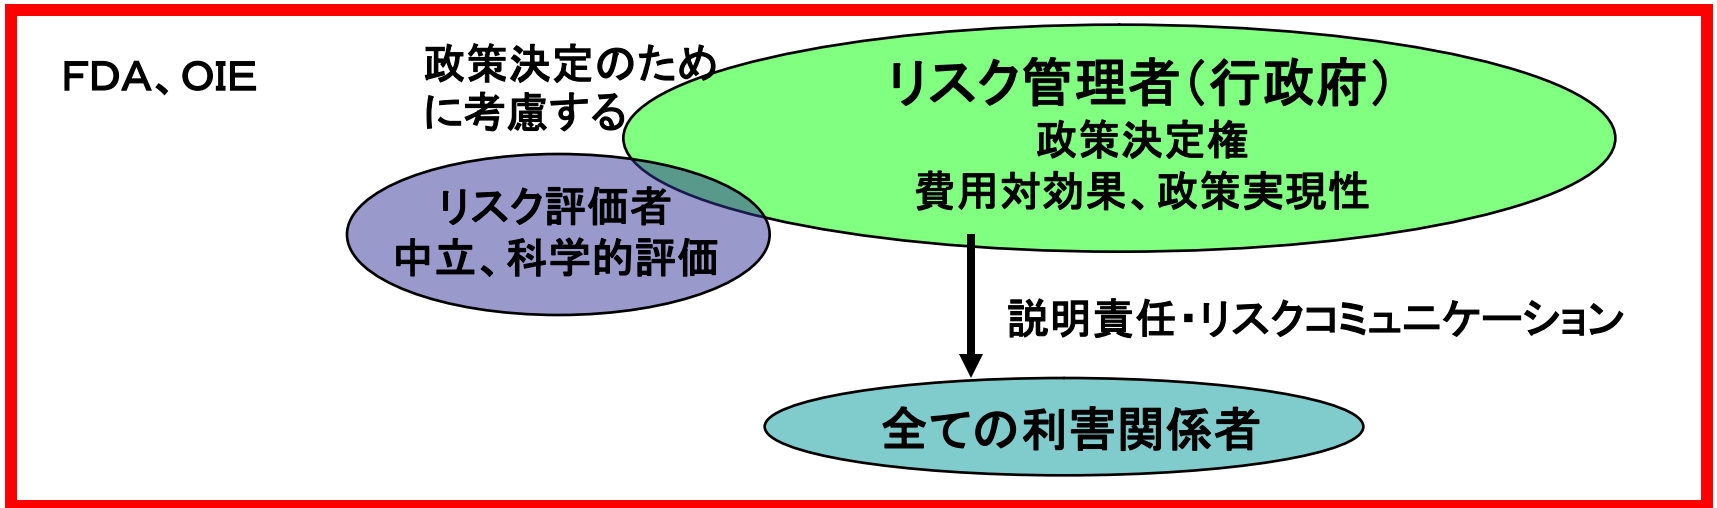 FDA、OIE
政策決定のため
に考慮する
リスク管理者（行政府）
政策決定権
費用対効果、政策実現性
リスク評価者
中立、科学的評価
説明責任・リスクコミュニケーション
全ての利害関係者